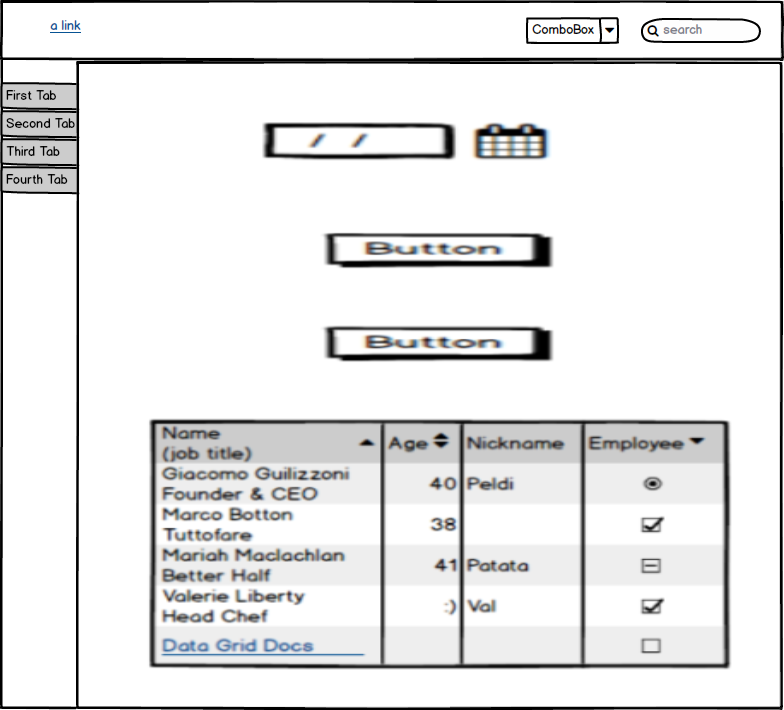 a link
ComboBox
search
First Tab
Second Tab
Third Tab
Fourth Tab
/ /
Button
Button
Name
(job title)
Age
Nickname
Employee
Giacomo Guilizzoni
Founder & CEO
40
Peldi
Marco Botton
Tuttofare
38
Mariah Maclachlan
Better Half
41
Patata
Valerie Liberty
Head Chef
:)
Val
Data Grid Docs